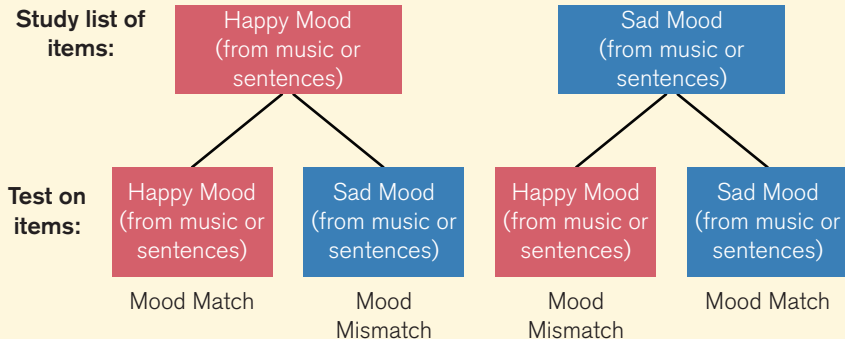 Study list of
items:
Happy Mood
(from music or
sentences)
Sad Mood
(from music or
sentences)
Test on
items:
Happy Mood
(from music or
sentences)
Sad Mood
(from music or
sentences)
Happy Mood
(from music or
sentences)
Sad Mood
(from music or
sentences)
Mood Match
Mood
Mismatch
Mood
Mismatch
Mood Match